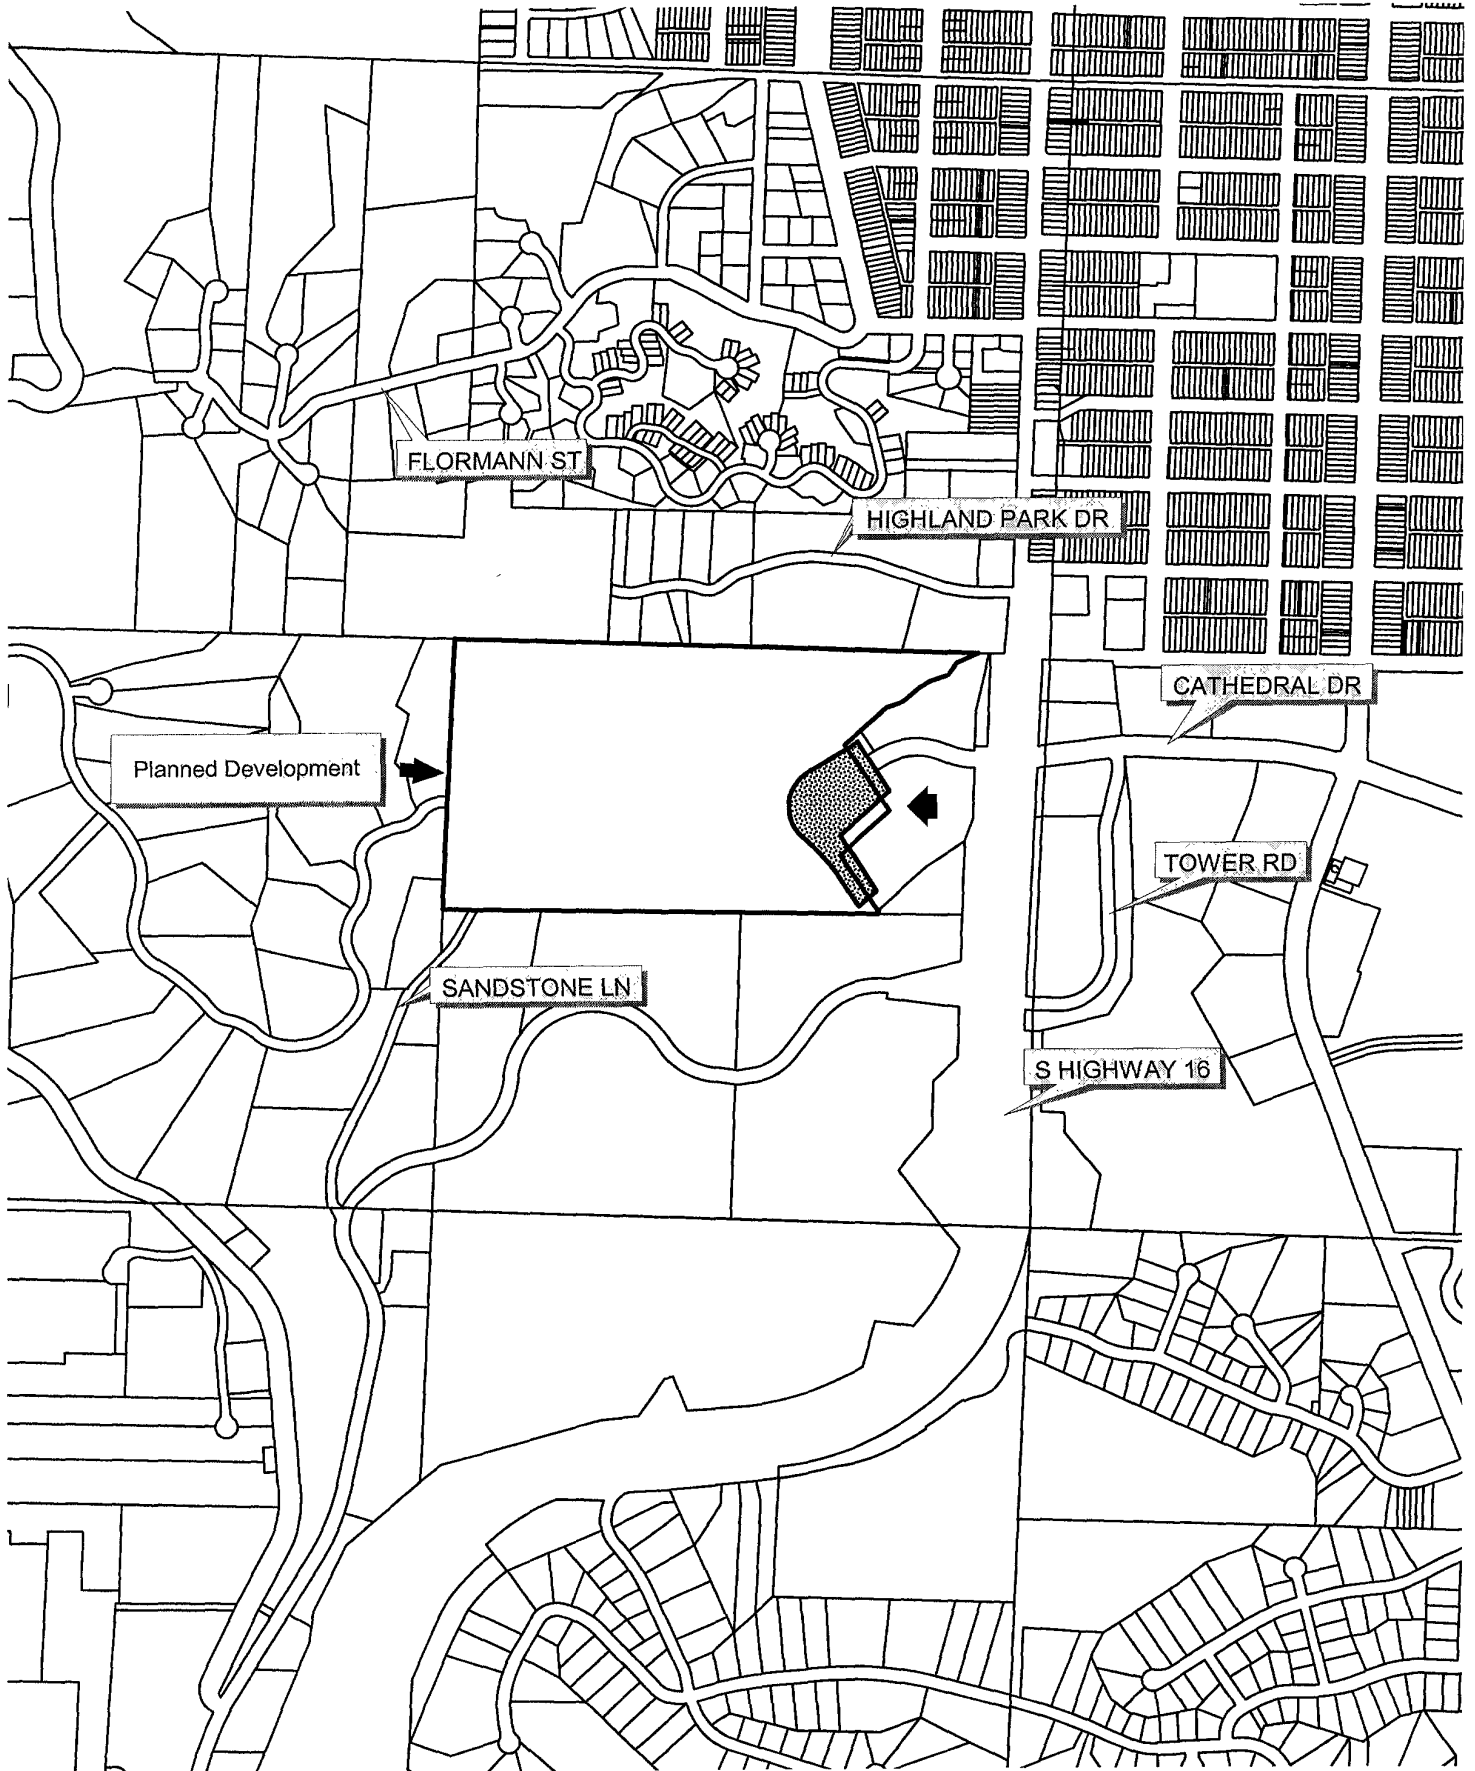 FLORMANN ST
HIGHLAND PARK DR
CATHEDRAL DR
Planned Development
TOWER RD
SANDSTONE LN
S HIGHWAY 16